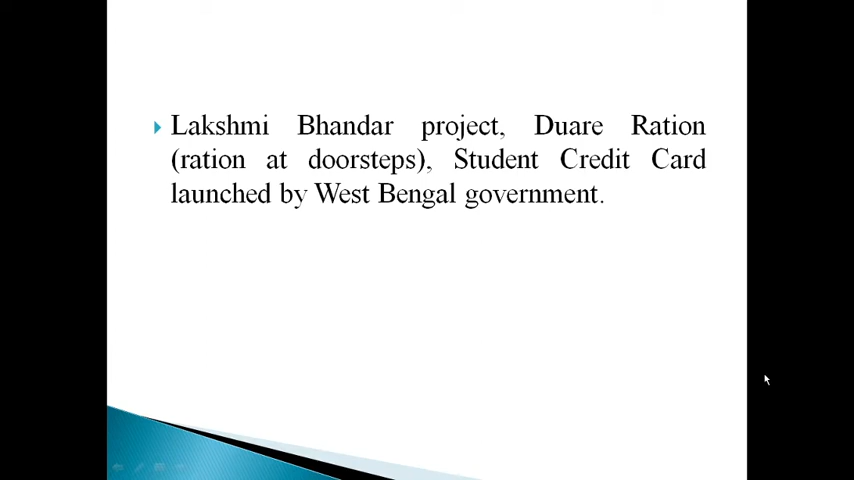 Lakshmi Bhandar project, Duare Ration
(ration at doorsteps), Student Credit Card
launched by West Bengal government.